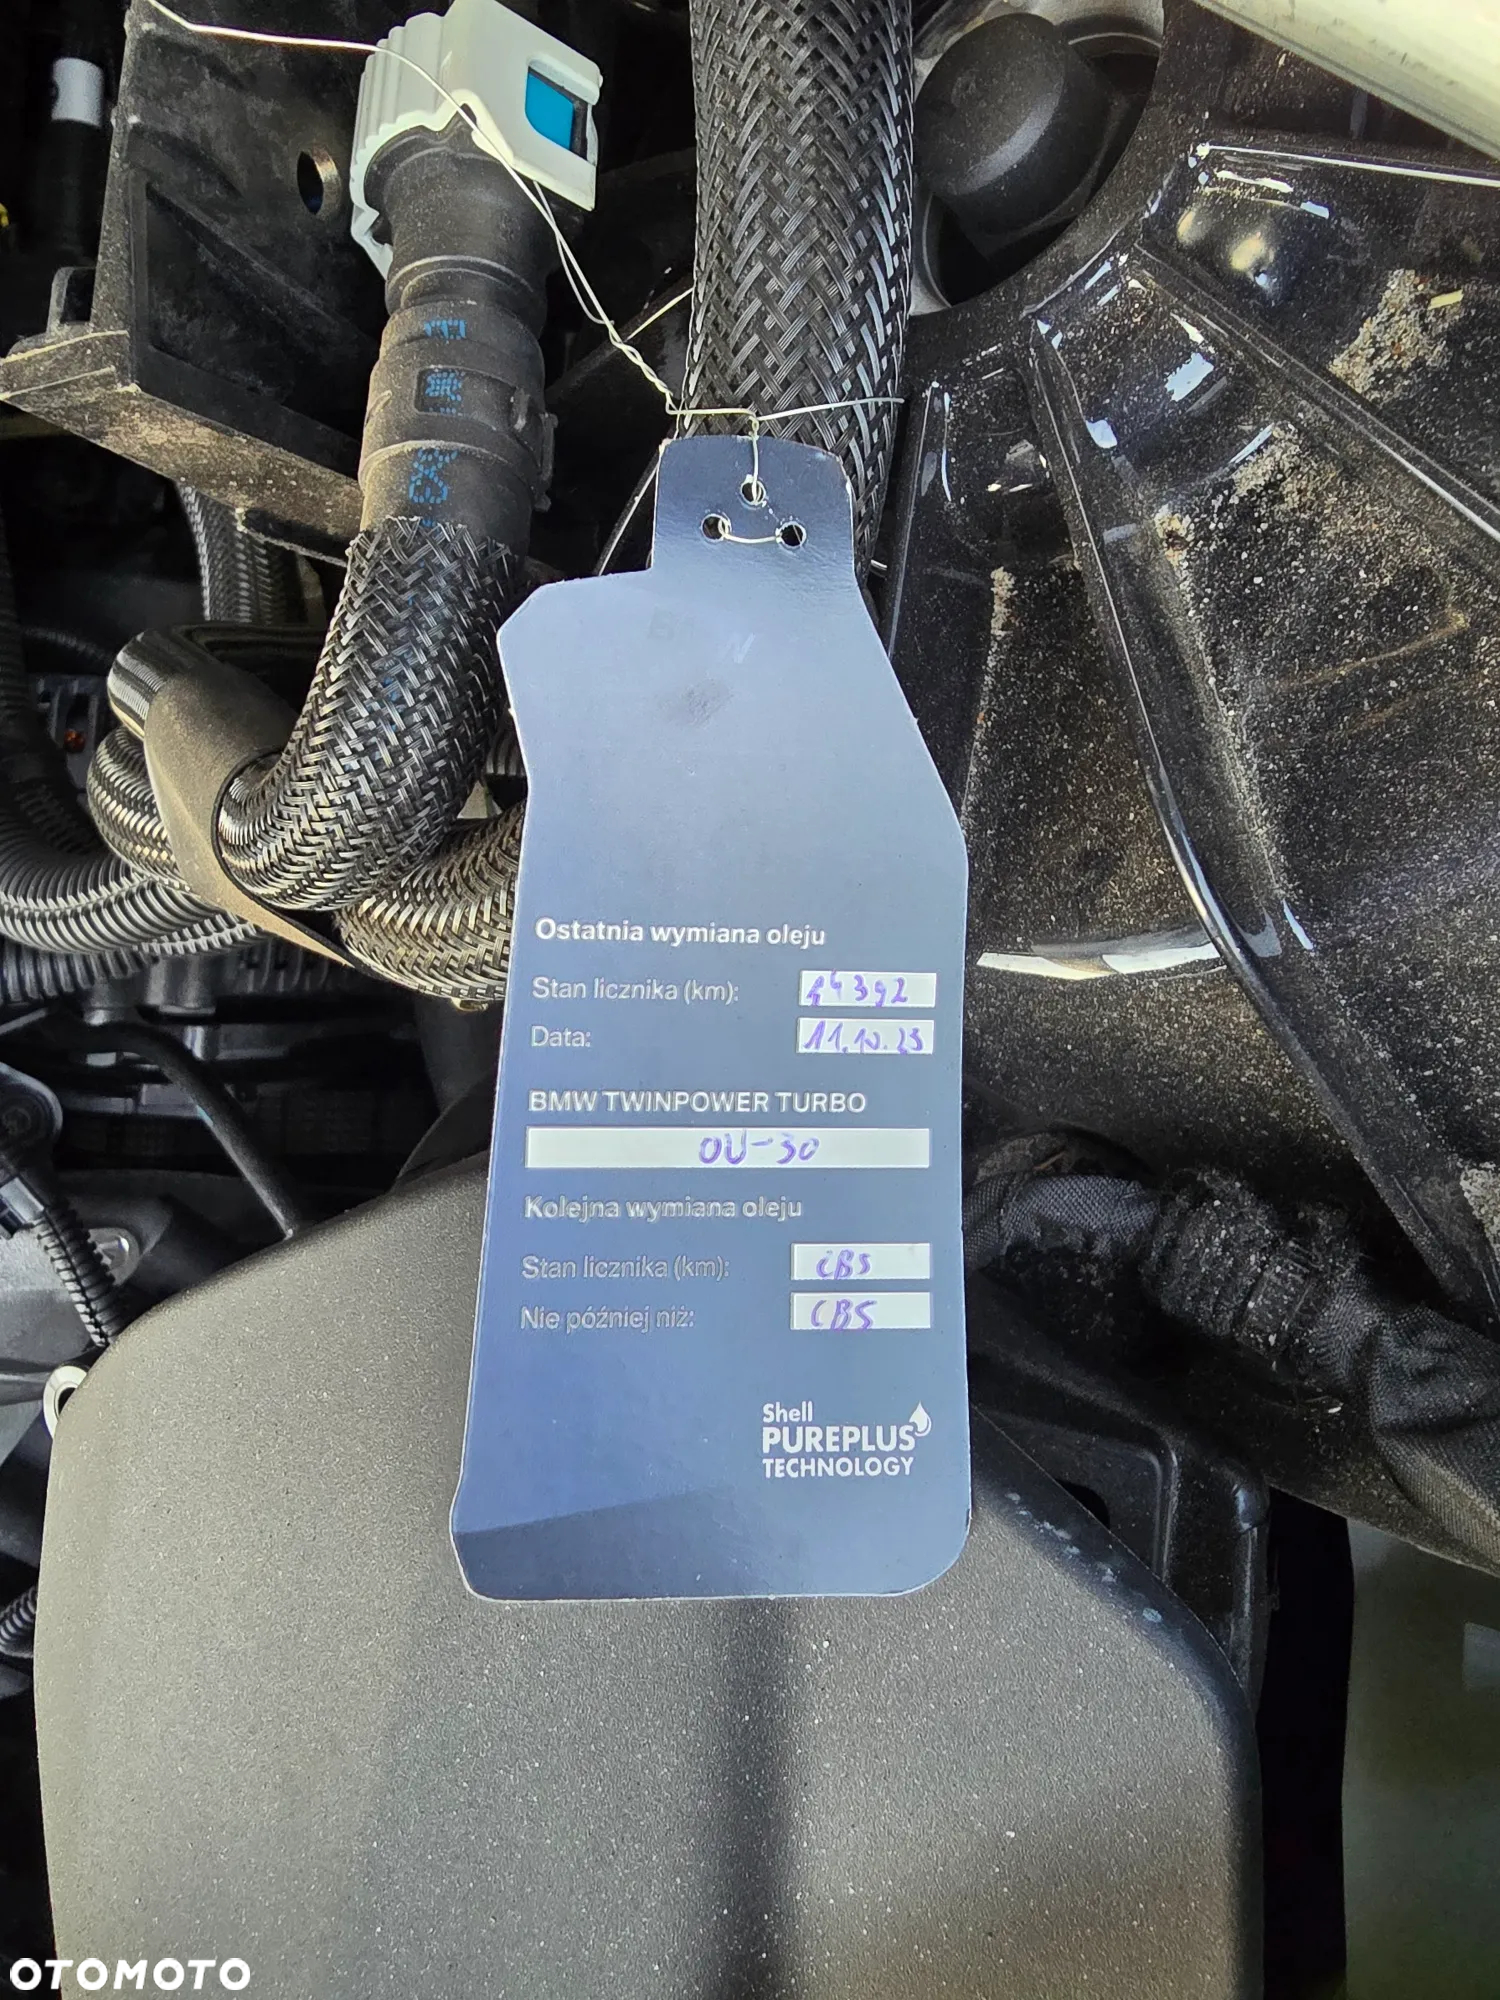 Ostatnia wymiana oleju
Stan licznika (km): 14392
Data: 11.10.23
BMW TWINPOWER TURBO
0W-30
Kolejna wymiana oleju
Stan licznika (km): CBS
Nie później niż: CBS
Shell
PUREPLUS
TECHNOLOGY
OTOMOTO